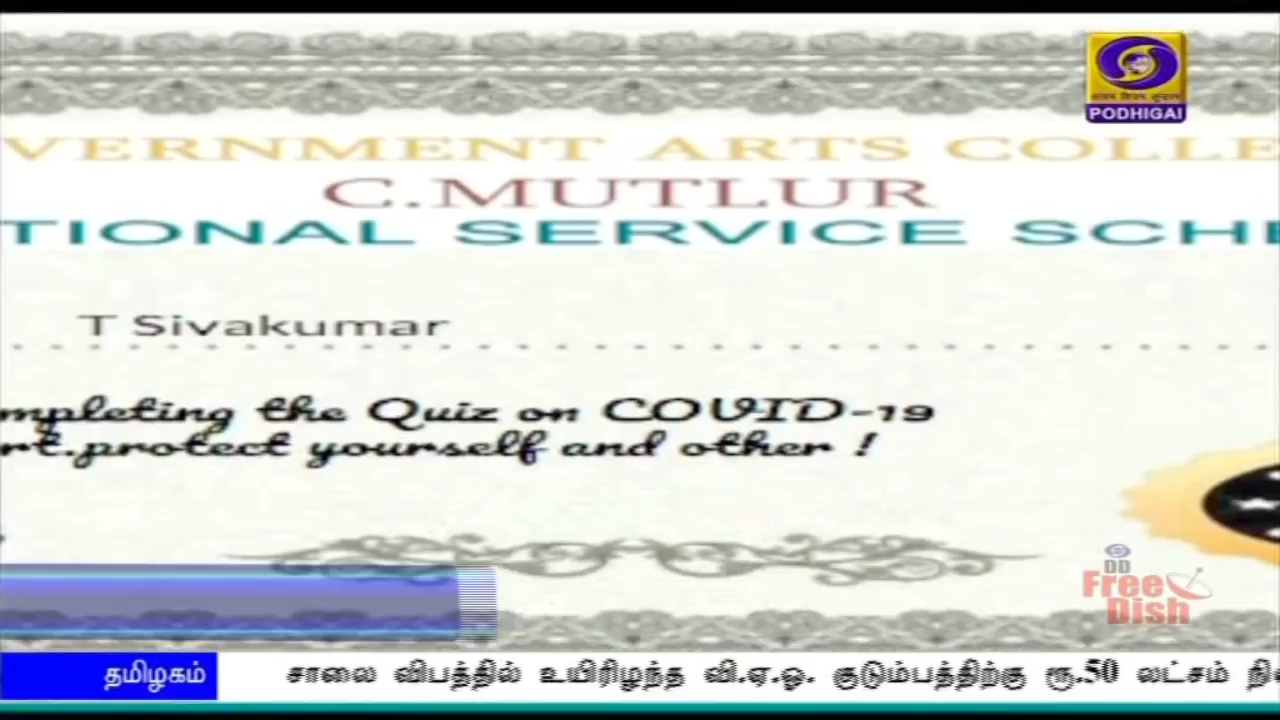 PODHIGAI
VERNMENT ARTS COLLE
C.MUTLUR
TIONAL SERVICE SCHE
T Sivakumar
mpleting the Quiz on COVID-19
rt.protect yourself and other !
DD
Free
Dish
தமிழகம்
சாலை விபத்தில் உயிரிழந்த வி.ஏ.ஓ. குடும்பத்திற்கு ரூ.50 லட்சம் நி